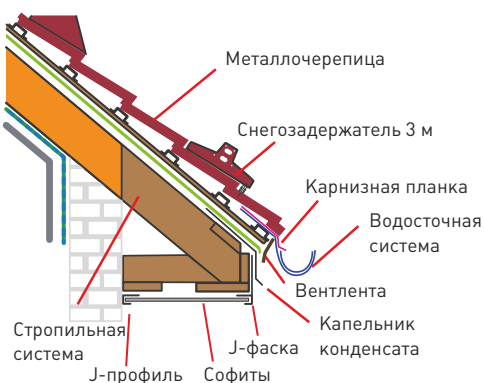 Металлочерепица
Снегозадержатель 3 м
Карнизная планка
Водосточная
система
Вентлента
Капельник
конденсата
Стропильная
система
J-фаска
J-профиль
Софиты